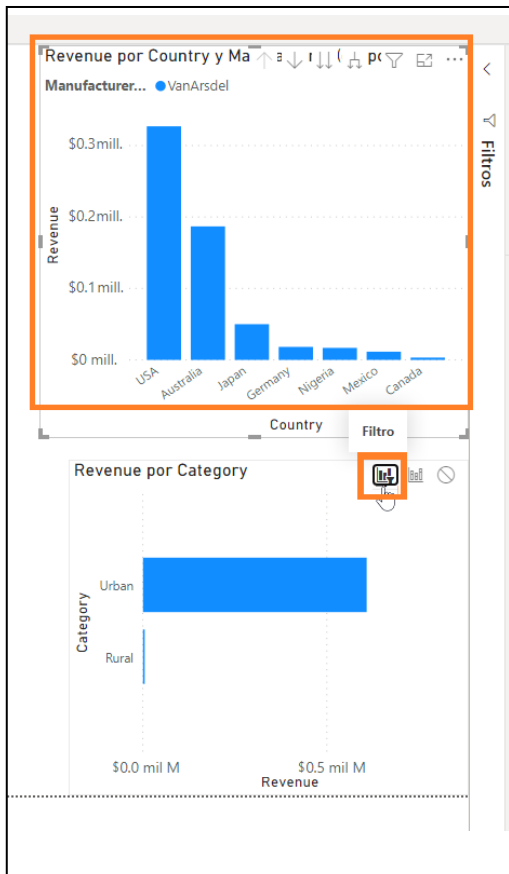 Revenue por Country y Ma
Manufacturer... VanArsdel
$0.3mill.
$0.2mill.
$0.1mill.
$0 mill.
Revenue
USA
Australia
Japan
Germany
Nigeria
Mexico
Canada
Country
Filtros
Filtro
Revenue por Category
Urban
Rural
Category
$0.0 mil M
$0.5 mil M
Revenue